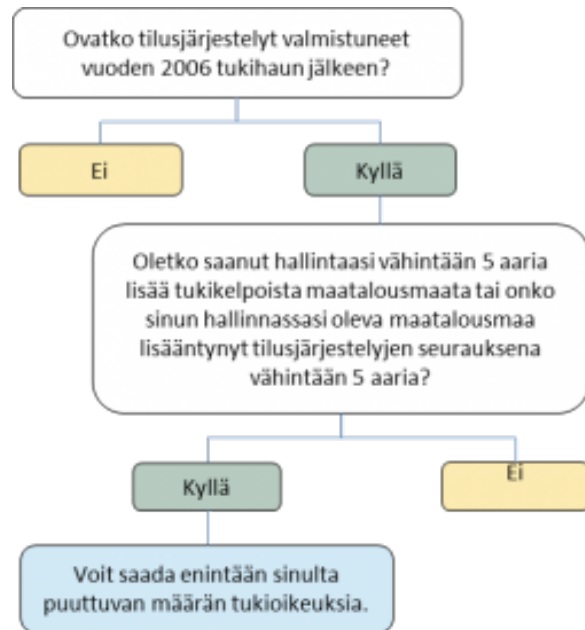 Ovatko tilusjärjestelyt valmistuneet
vuoden 2006 tukihaun jälkeen?
Ei
Kyllä
Oletko saanut hallintaasi vähintään 5 aaria
lisää tukikelpoista maatalousmaata tai onko
sinun hallinnassasi oleva maatalousmaa
lisääntynyt tilusjärjestelyjen seurauksena
vähintään 5 aaria?
Kyllä
Ei
Voit saada enintään sinulta
puuttuvan määrän tukioikeuksia.